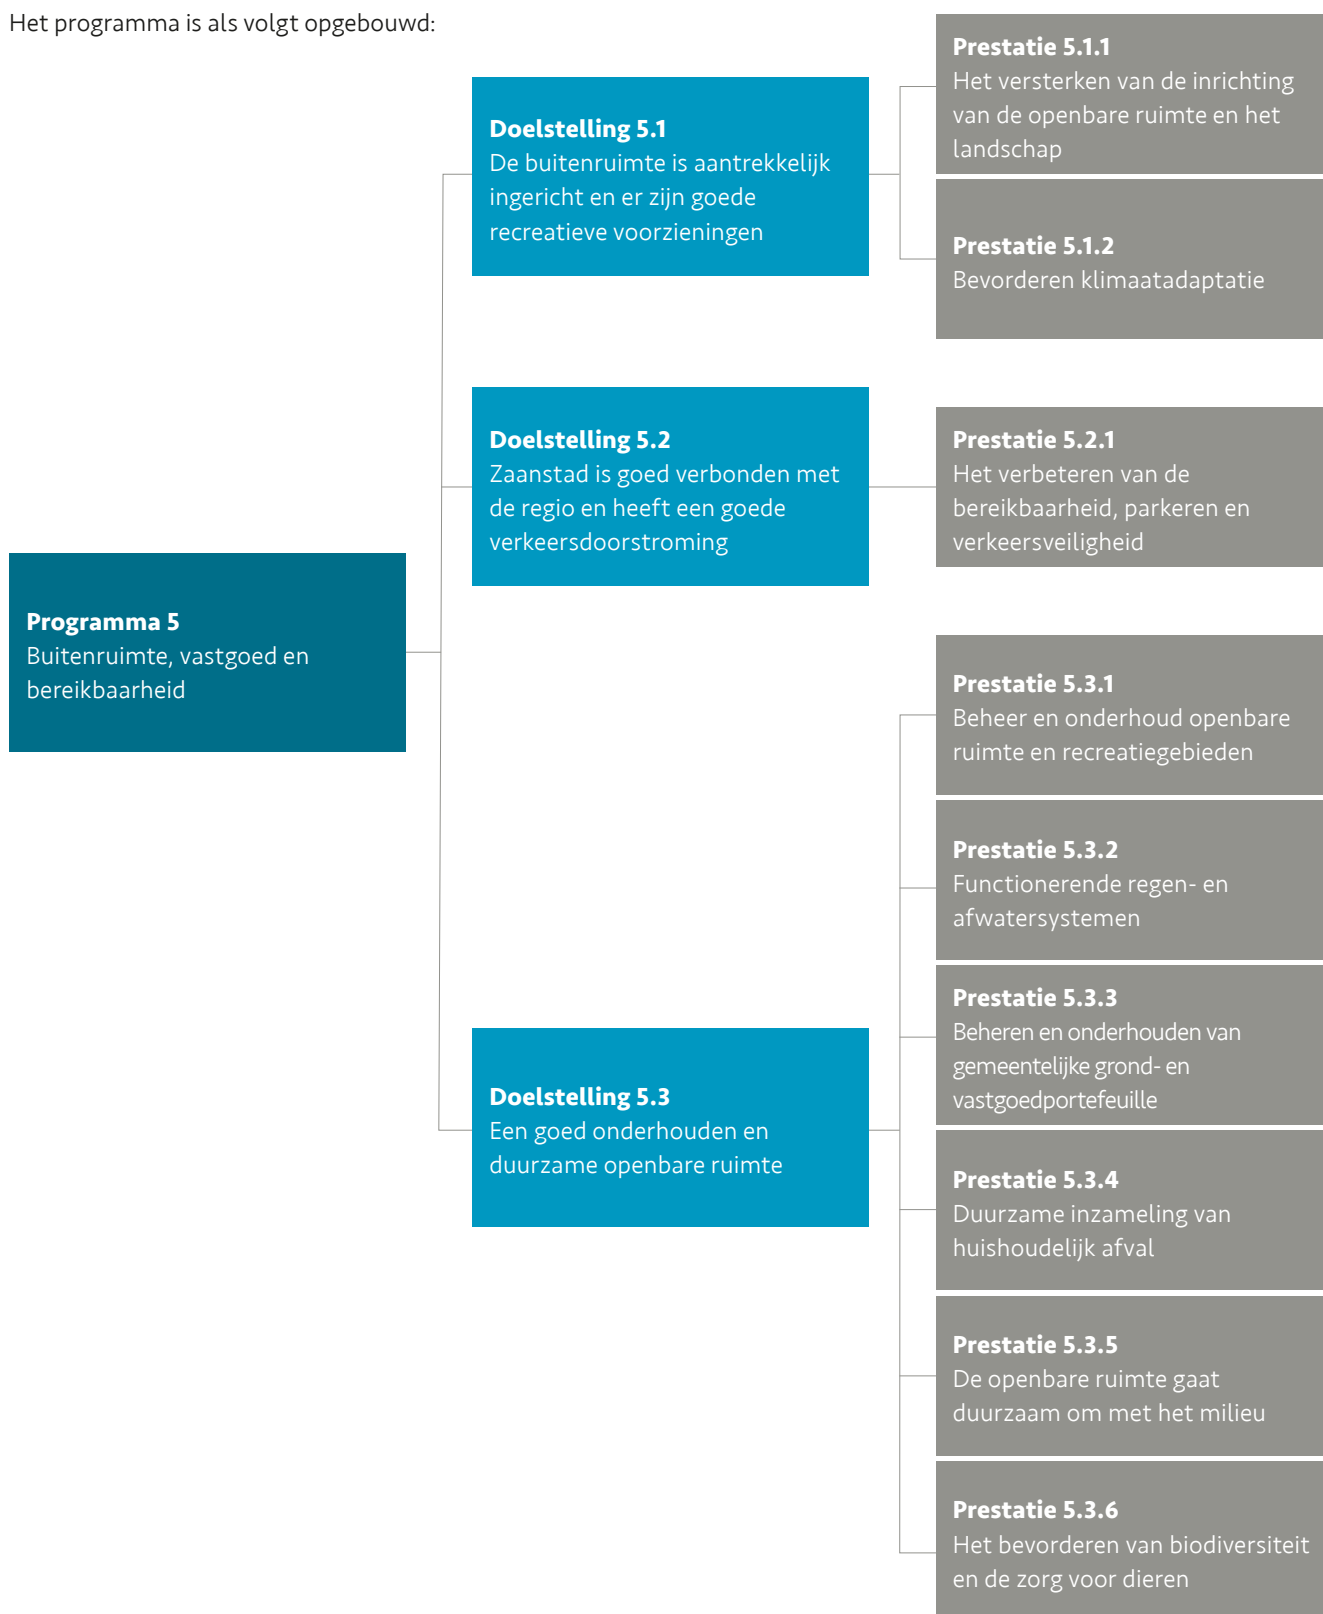 Het programma is als volgt opgebouwd:
Programma 5
Buitenruimte, vastgoed en
bereikbaarheid
Doelstelling 5.1
De buitenruimte is aantrekkelijk
ingericht en er zijn goede
recreatieve voorzieningen
Prestatie 5.1.1
Het versterken van de inrichting
van de openbare ruimte en het
landschap
Prestatie 5.1.2
Bevorderen klimaatadaptatie
Doelstelling 5.2
Zaanstad is goed verbonden met
de regio en heeft een goede
verkeersdoorstroming
Prestatie 5.2.1
Het verbeteren van de
bereikbaarheid, parkeren en
verkeersveiligheid
Doelstelling 5.3
Een goed onderhouden en
duurzame openbare ruimte
Prestatie 5.3.1
Beheer en onderhoud openbare
ruimte en recreatiegebieden
Prestatie 5.3.2
Functionerende regen- en
afwatersystemen
Prestatie 5.3.3
Beheren en onderhouden van
gemeentelijke grond- en
vastgoedportefeuille
Prestatie 5.3.4
Duurzame inzameling van
huishoudelijk afval
Prestatie 5.3.5
De openbare ruimte gaat
duurzaam om met het milieu
Prestatie 5.3.6
Het bevorderen van biodiversiteit
en de zorg voor dieren